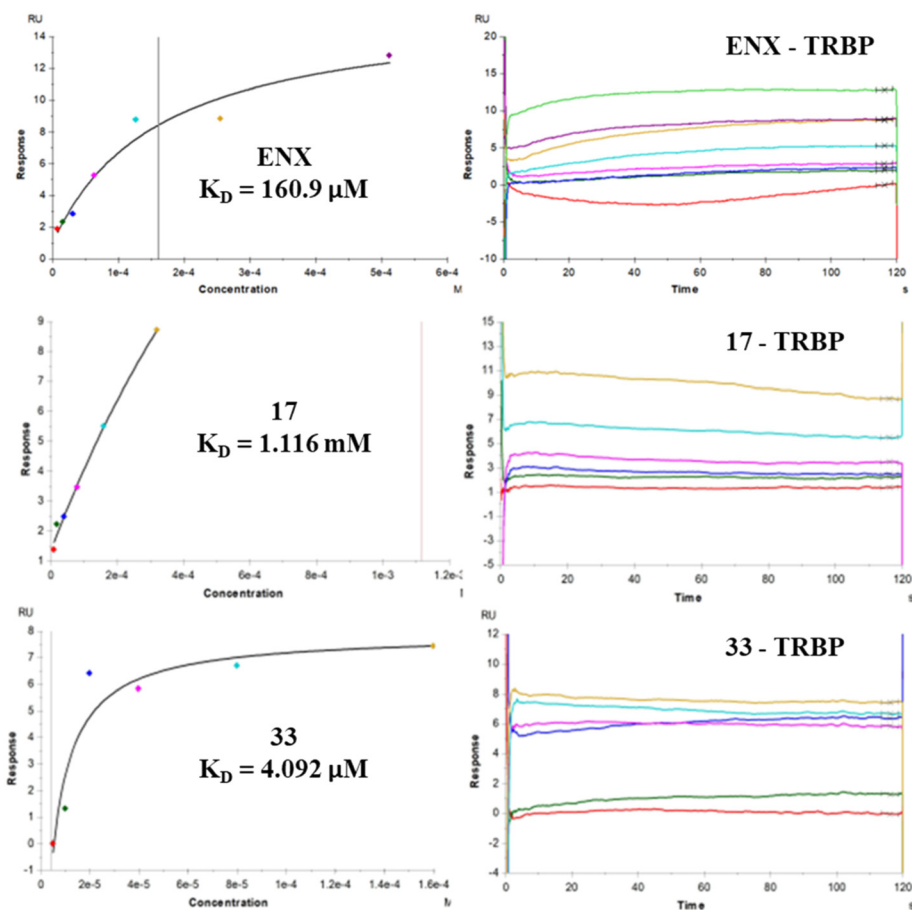 RU
14
12
10
8
6
4
2
0
Response
0
1e-4
2e-4
3e-4
4e-4
5e-4
6e-4
Concentration
M
ENX
K_D = 160.9 µM
20
15
10
5
0
-5
-10
Response
0
20
40
60
80
100
120
Time
s
ENX - TRBP
9
8
7
6
5
4
3
2
1
Response
0
2e-4
4e-4
6e-4
8e-4
1e-3
Concentration
17
K_D = 1.116 mM
15
13
11
9
7
5
3
1
-1
-3
-5
Response
0
20
40
60
80
100
120
Time
s
17 - TRBP
RU
8
7
6
5
4
3
2
1
0
-1
Response
0
2e-5
4e-5
6e-5
8e-5
1e-4
1.2e-4
1.4e-4
1.6e-4
Concentration
33
K_D = 4.092 µM
RU
12
10
8
6
4
2
0
-2
-4
Response
0
20
40
60
80
100
120
Time
s
33 - TRBP